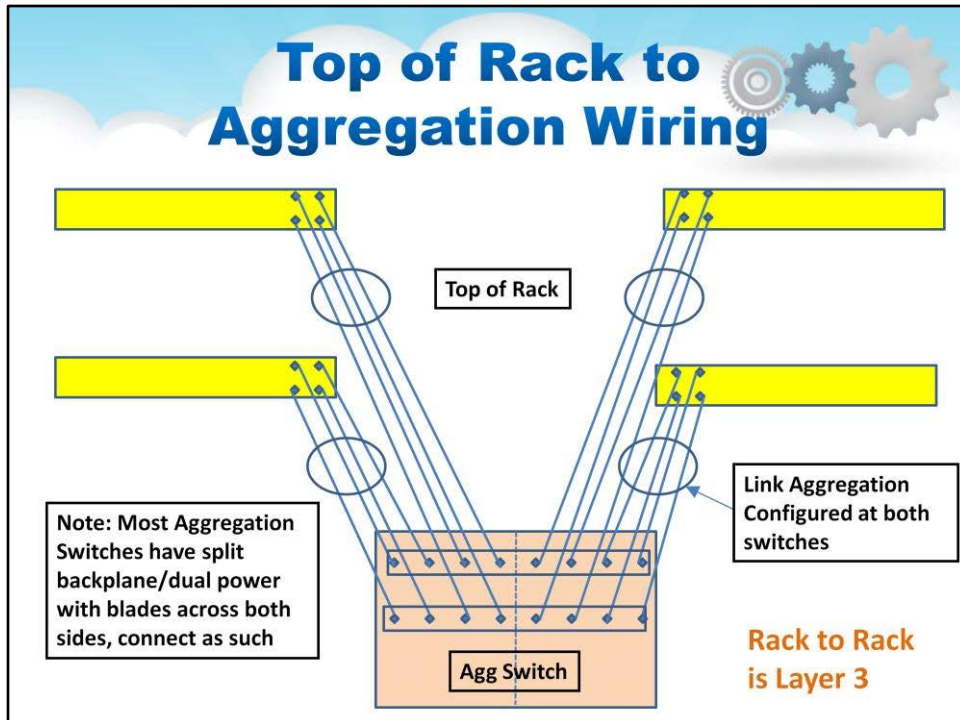 Top of Rack to
Aggregation Wiring
Top of Rack
Note: Most Aggregation
Switches have split
backplane/dual power
with blades across both
sides, connect as such
Link Aggregation
Configured at both
switches
Agg Switch
Rack to Rack
is Layer 3